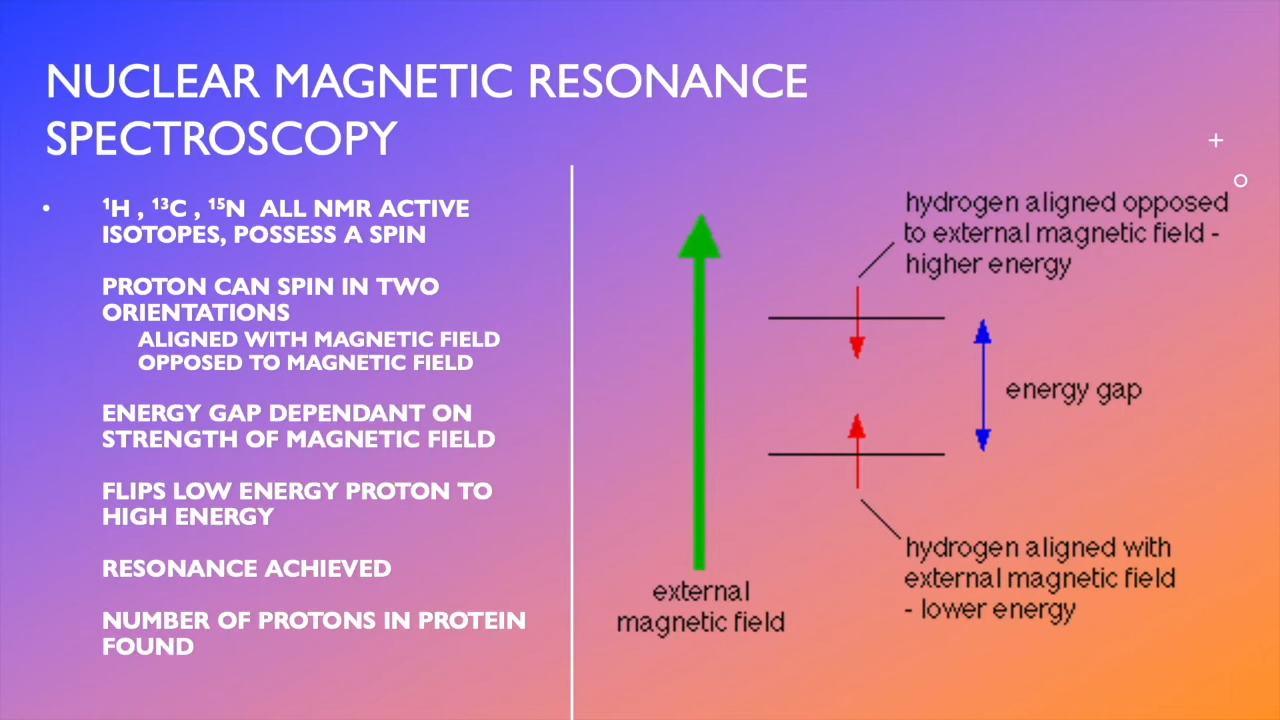 NUCLEAR MAGNETIC RESONANCE
SPECTROSCOPY
• ¹H , ¹³C , ¹⁵N ALL NMR ACTIVE
ISOTOPES, POSSESS A SPIN
PROTON CAN SPIN IN TWO
ORIENTATIONS
ALIGNED WITH MAGNETIC FIELD
OPPOSED TO MAGNETIC FIELD
ENERGY GAP DEPENDANT ON
STRENGTH OF MAGNETIC FIELD
FLIPS LOW ENERGY PROTON TO
HIGH ENERGY
RESONANCE ACHIEVED
NUMBER OF PROTONS IN PROTEIN
FOUND
hydrogen aligned opposed
to external magnetic field -
higher energy
energy gap
hydrogen aligned with
external magnetic field
- lower energy
external
magnetic field